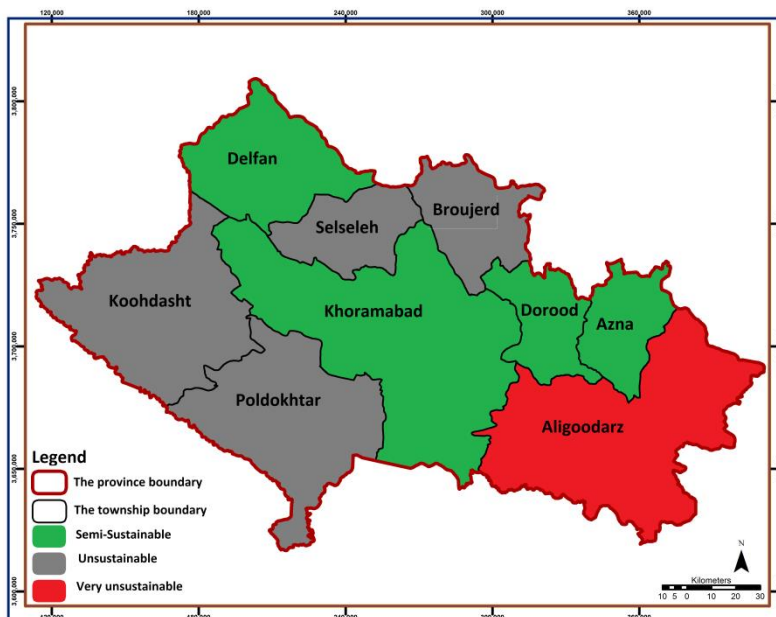 120,000 180,000 240,000 300,000 360,000
3,800,000
3,750,000
3,700,000
3,650,000
3,600,000
Delfan
Broujerd
Selseleh
Koohdasht
Khoramabad
Dorood
Azna
Poldokhtar
Aligoodarz
Legend
The province boundary
The township boundary
Semi-Sustainable
Unsustainable
Very unsustainable
N
Kilometers
10 5 0 10 20 30